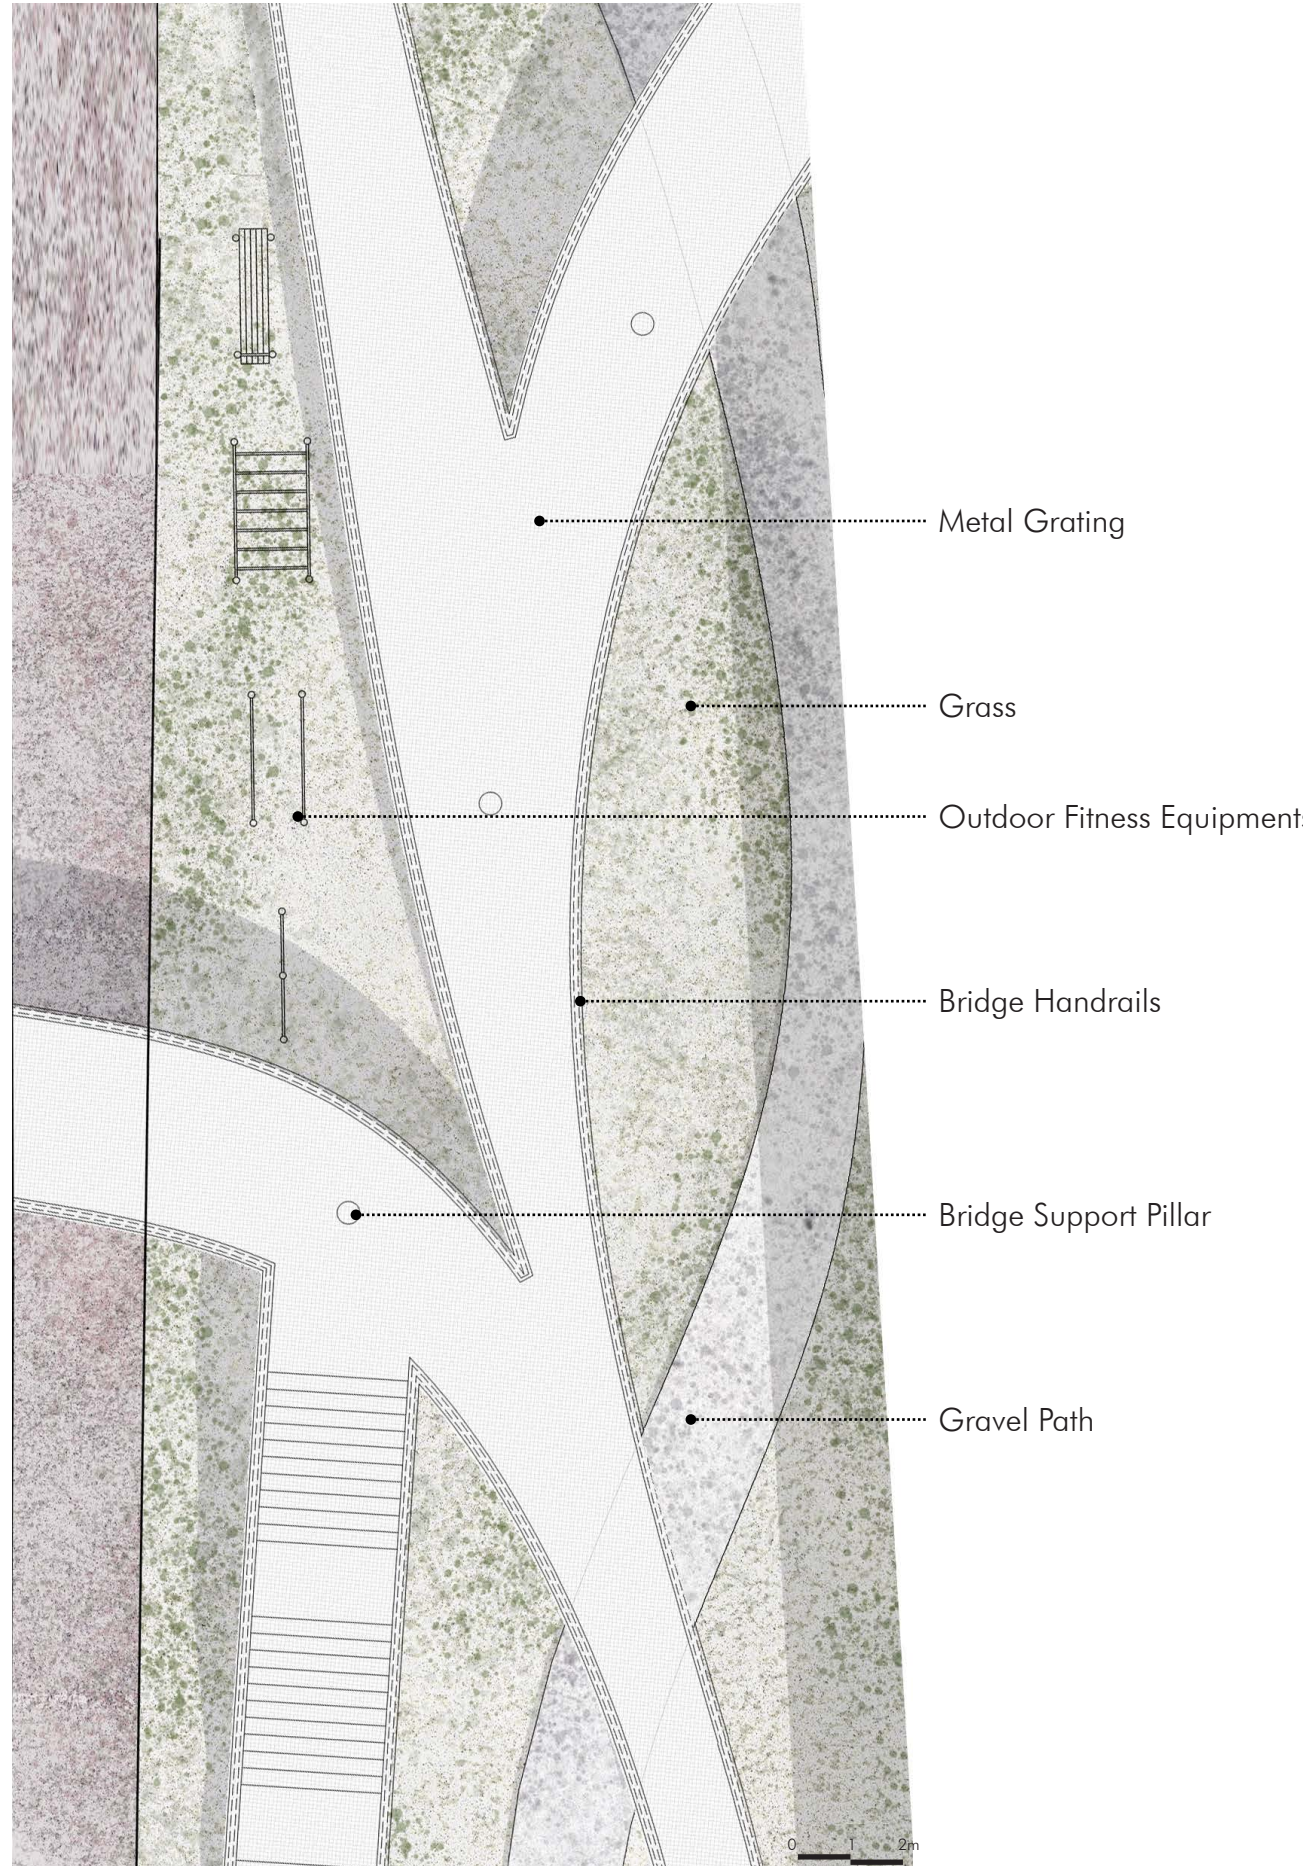 Metal Grating
Grass
Outdoor Fitness Equipments
Bridge Handrails
Bridge Support Pillar
Gravel Path
0 1 2m